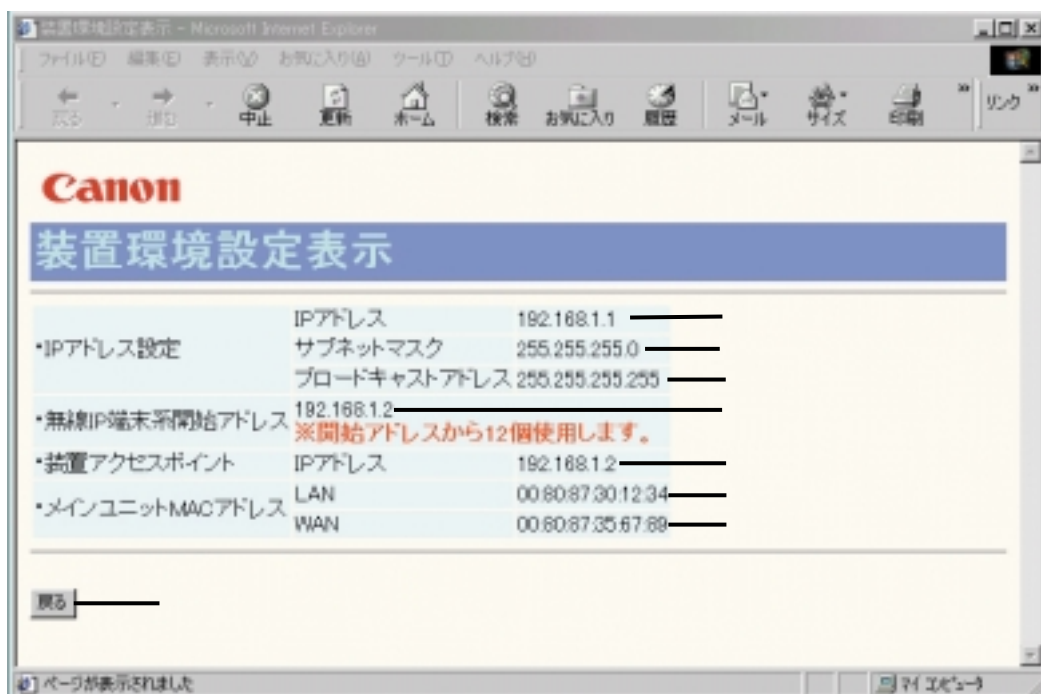 装置環境設定表示 - Microsoft Internet Explorer
ファイル(F) 編集(E) 表示(V) お気に入り(A) ツール(T) ヘルプ(H)
戻る 進む 中止 更新 ホーム 検索 お気に入り 履歴 メール サイズ 印刷 » リンク »
Canon
装置環境設定表示
・IPアドレス設定
IPアドレス 192.168.1.1
サブネットマスク 255.255.255.0
ブロードキャストアドレス 255.255.255.255
・無線IP端末系開始アドレス
192.168.1.2
※開始アドレスから12個使用します。
・装置アクセスポイント IPアドレス 192.168.1.2
・メインユニットMACアドレス
LAN 00:80:87:30:12:34
WAN 00:80:87:35:67:89
戻る
ページが表示されました マイ コンピュータ